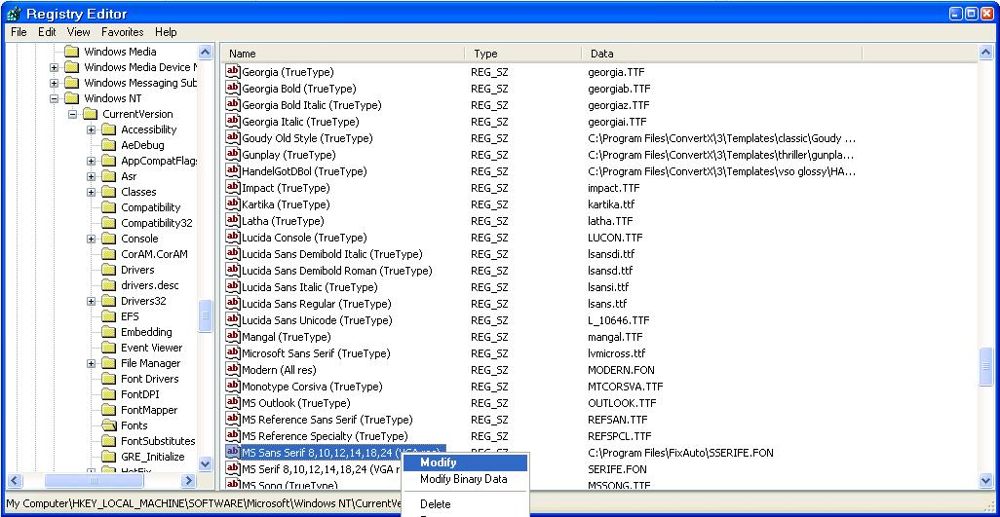 Registry Editor
File Edit View Favorites Help
Windows Media
Windows Media Device M
Windows Messaging Sub
Windows NT
CurrentVersion
Accessibility
AeDebug
AppCompatFlags
Asr
Classes
Compatibility
Compatibility32
Console
CorAM.CorAM
Drivers
drivers.desc
Drivers32
EFS
Embedding
Event Viewer
File Manager
Font Drivers
FontDPI
FontMapper
Fonts
FontSubstitutes
GRE_Initialize
HotFix
Name Type Data
Georgia (TrueType) REG_SZ georgia.TTF
Georgia Bold (TrueType) REG_SZ georgiab.TTF
Georgia Bold Italic (TrueType) REG_SZ georgiaz.TTF
Georgia Italic (TrueType) REG_SZ georgiai.TTF
Goudy Old Style (TrueType) REG_SZ C:\Program Files\ConvertX\3\Templates\classic\Goudy ...
Gunplay (TrueType) REG_SZ C:\Program Files\ConvertX\3\Templates\thriller\gunpla...
HandelGotDBol (TrueType) REG_SZ C:\Program Files\ConvertX\3\Templates\vso glossy\HA...
Impact (TrueType) REG_SZ impact.TTF
Kartika (TrueType) REG_SZ kartika.ttf
Latha (TrueType) REG_SZ latha.TTF
Lucida Console (TrueType) REG_SZ LUCON.TTF
Lucida Sans Demibold Italic (TrueType) REG_SZ lsansdi.ttf
Lucida Sans Demibold Roman (TrueType) REG_SZ lsansd.ttf
Lucida Sans Italic (TrueType) REG_SZ lsansi.ttf
Lucida Sans Regular (TrueType) REG_SZ lsans.ttf
Lucida Sans Unicode (TrueType) REG_SZ L_10646.TTF
Mangal (TrueType) REG_SZ mangal.TTF
Microsoft Sans Serif (TrueType) REG_SZ lvmicross.ttf
Modern (All res) REG_SZ MODERN.FON
Monotype Corsiva (TrueType) REG_SZ MTCORSVA.TTF
MS Outlook (TrueType) REG_SZ OUTLOOK.TTF
MS Reference Sans Serif (TrueType) REG_SZ REFSAN.TTF
MS Reference Specialty (TrueType) REG_SZ REFSPCL.TTF
MS Sans Serif 8,10,12,14,18,24 (VGA res) REG_SZ C:\Program Files\FixAuto\SSERIFE.FON
MS Serif 8,10,12,14,18,24 (VGA r SERIFE.FON
MS Song (TrueType) MSSONG.TTF
Modify
Modify Binary Data
Delete
My Computer\HKEY_LOCAL_MACHINE\SOFTWARE\Microsoft\Windows NT\CurrentVe